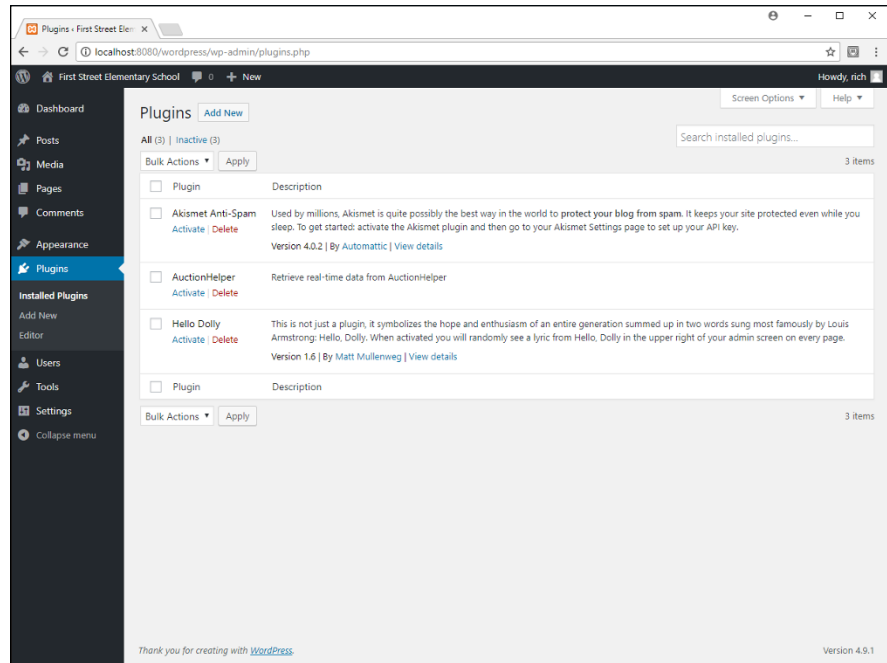 Plugins ‹ First Street Elem
localhost:8080/wordpress/wp-admin/plugins.php
First Street Elementary School 0 + New Howdy, rich
Screen Options ▼ Help ▼
Dashboard
Posts
Media
Pages
Comments
Appearance
Plugins
Installed Plugins
Add New
Editor
Users
Tools
Settings
Collapse menu
Plugins Add New
All (3) | Inactive (3)
Search installed plugins...
Bulk Actions ▼ Apply 3 items
Plugin Description
Akismet Anti-Spam
Activate | Delete
Used by millions, Akismet is quite possibly the best way in the world to protect your blog from spam. It keeps your site protected even while you
sleep. To get started: activate the Akismet plugin and then go to your Akismet Settings page to set up your API key.
Version 4.0.2 | By Automattic | View details
AuctionHelper
Activate | Delete
Retrieve real-time data from AuctionHelper
Hello Dolly
Activate | Delete
This is not just a plugin, it symbolizes the hope and enthusiasm of an entire generation summed up in two words sung most famously by Louis
Armstrong: Hello, Dolly. When activated you will randomly see a lyric from Hello, Dolly in the upper right of your admin screen on every page.
Version 1.6 | By Matt Mullenweg | View details
Plugin Description
Bulk Actions ▼ Apply 3 items
Thank you for creating with WordPress. Version 4.9.1